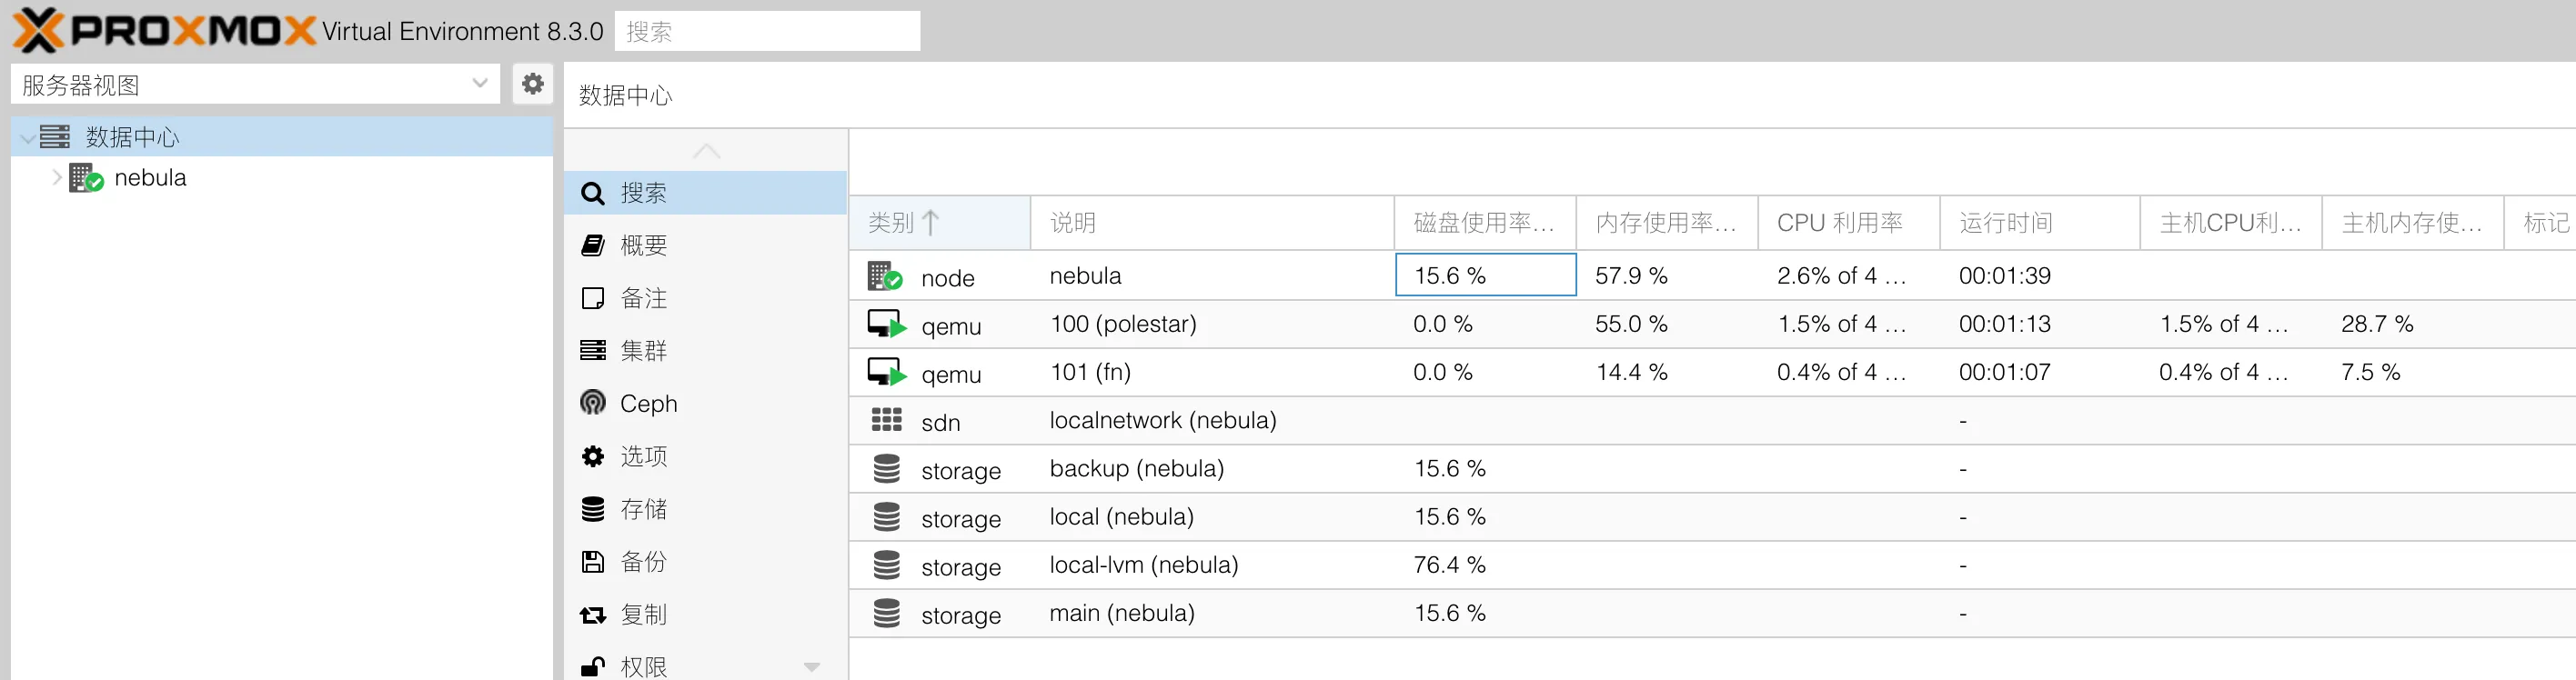 PROXMOX Virtual Environment 8.3.0 搜索
服务器视图
数据中心
nebula
数据中心
搜索
概要
备注
集群
Ceph
选项
存储
备份
复制
权限
类别 说明 磁盘使用率... 内存使用率... CPU 利用率 运行时间 主机CPU利... 主机内存使... 标记
node nebula 15.6 % 57.9 % 2.6% of 4 ... 00:01:39
qemu 100 (polestar) 0.0 % 55.0 % 1.5% of 4 ... 00:01:13 1.5% of 4 ... 28.7 %
qemu 101 (fn) 0.0 % 14.4 % 0.4% of 4 ... 00:01:07 0.4% of 4 ... 7.5 %
sdn localnetwork (nebula) -
storage backup (nebula) 15.6 % -
storage local (nebula) 15.6 % -
storage local-lvm (nebula) 76.4 % -
storage main (nebula) 15.6 % -